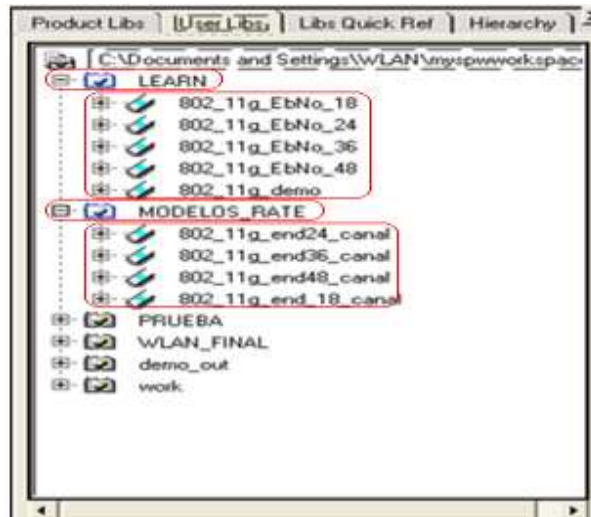 Product Libs User Libs Libs Quick Ref Hierarchy
C:\Documents and Settings\WLAN\myspwworkspac
LEARN
802_11g_EbNo_18
802_11g_EbNo_24
802_11g_EbNo_36
802_11g_EbNo_48
802_11g_demo
MODELOS_RATE
802_11g_end24_canal
802_11g_end36_canal
802_11g_end48_canal
802_11g_end_18_canal
PRUEBA
WLAN_FINAL
demo_out
work